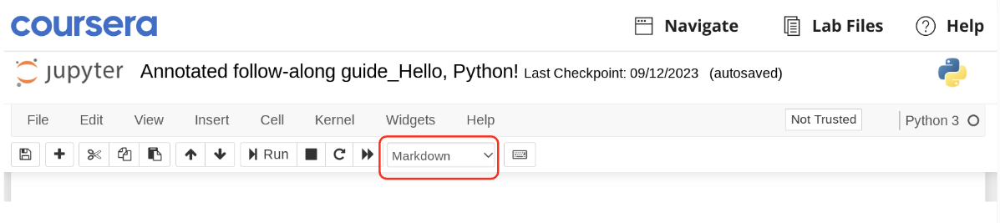 coursera Navigate Lab Files Help
jupyter Annotated follow-along guide_Hello, Python! Last Checkpoint: 09/12/2023 (autosaved)
File Edit View Insert Cell Kernel Widgets Help Not Trusted Python 3
Run Markdown